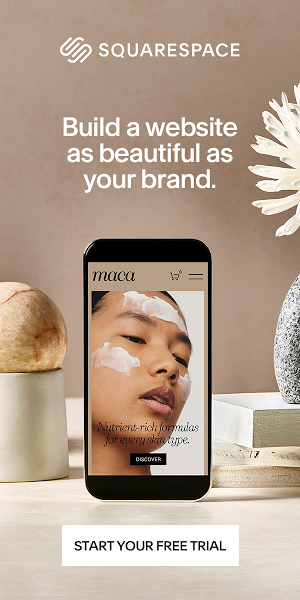 SQUARESPACE
Build a website
as beautiful as
your brand.
maca
0
Nutrient-rich formulas
for every skin type.
DISCOVER
START YOUR FREE TRIAL